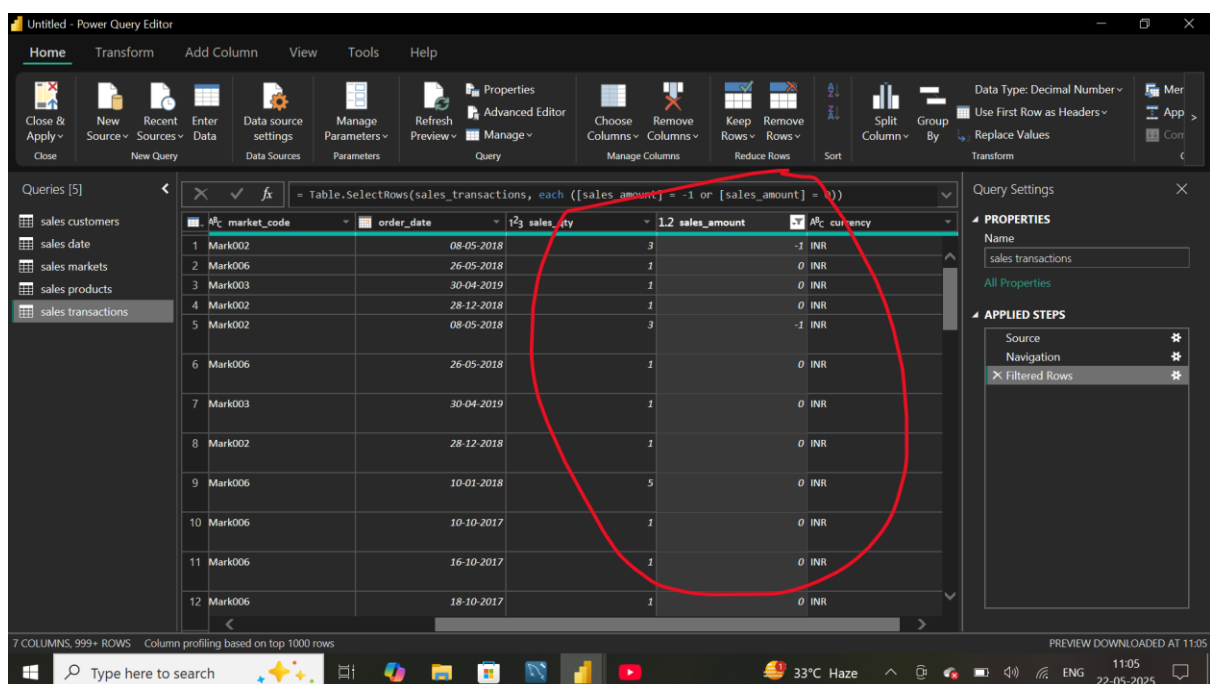 Untitled - Power Query Editor
Home Transform Add Column View Tools Help
Close & Apply
New Source
Recent Sources
Enter Data
Data source settings
Manage Parameters
Refresh Preview
Properties
Advanced Editor
Manage
Choose Columns
Remove Columns
Keep Rows
Remove Rows
Split Column
Group By
Data Type: Decimal Number
Use First Row as Headers
Replace Values
Mer
App
Com
Close New Query Data Sources Parameters Query Manage Columns Reduce Rows Sort Transform
Queries [5]
sales customers
sales date
sales markets
sales products
sales transactions
fx = Table.SelectRows(sales_transactions, each ([sales_amount] = -1 or [sales_amount] = 0))
ABC market_code order_date 123 sales_qty 1.2 sales_amount ABC currency
1 Mark002 08-05-2018 3 -1 INR
2 Mark006 26-05-2018 1 0 INR
3 Mark003 30-04-2019 1 0 INR
4 Mark002 28-12-2018 1 0 INR
5 Mark002 08-05-2018 3 -1 INR
6 Mark006 26-05-2018 1 0 INR
7 Mark003 30-04-2019 1 0 INR
8 Mark002 28-12-2018 1 0 INR
9 Mark006 10-01-2018 5 0 INR
10 Mark006 10-10-2017 1 0 INR
11 Mark006 16-10-2017 1 0 INR
12 Mark006 18-10-2017 1 0 INR
Query Settings
PROPERTIES
Name
sales transactions
All Properties
APPLIED STEPS
Source
Navigation
Filtered Rows
7 COLUMNS, 999+ ROWS Column profiling based on top 1000 rows PREVIEW DOWNLOADED AT 11:05
Type here to search 33°C Haze ENG 11:05
22-05-2025